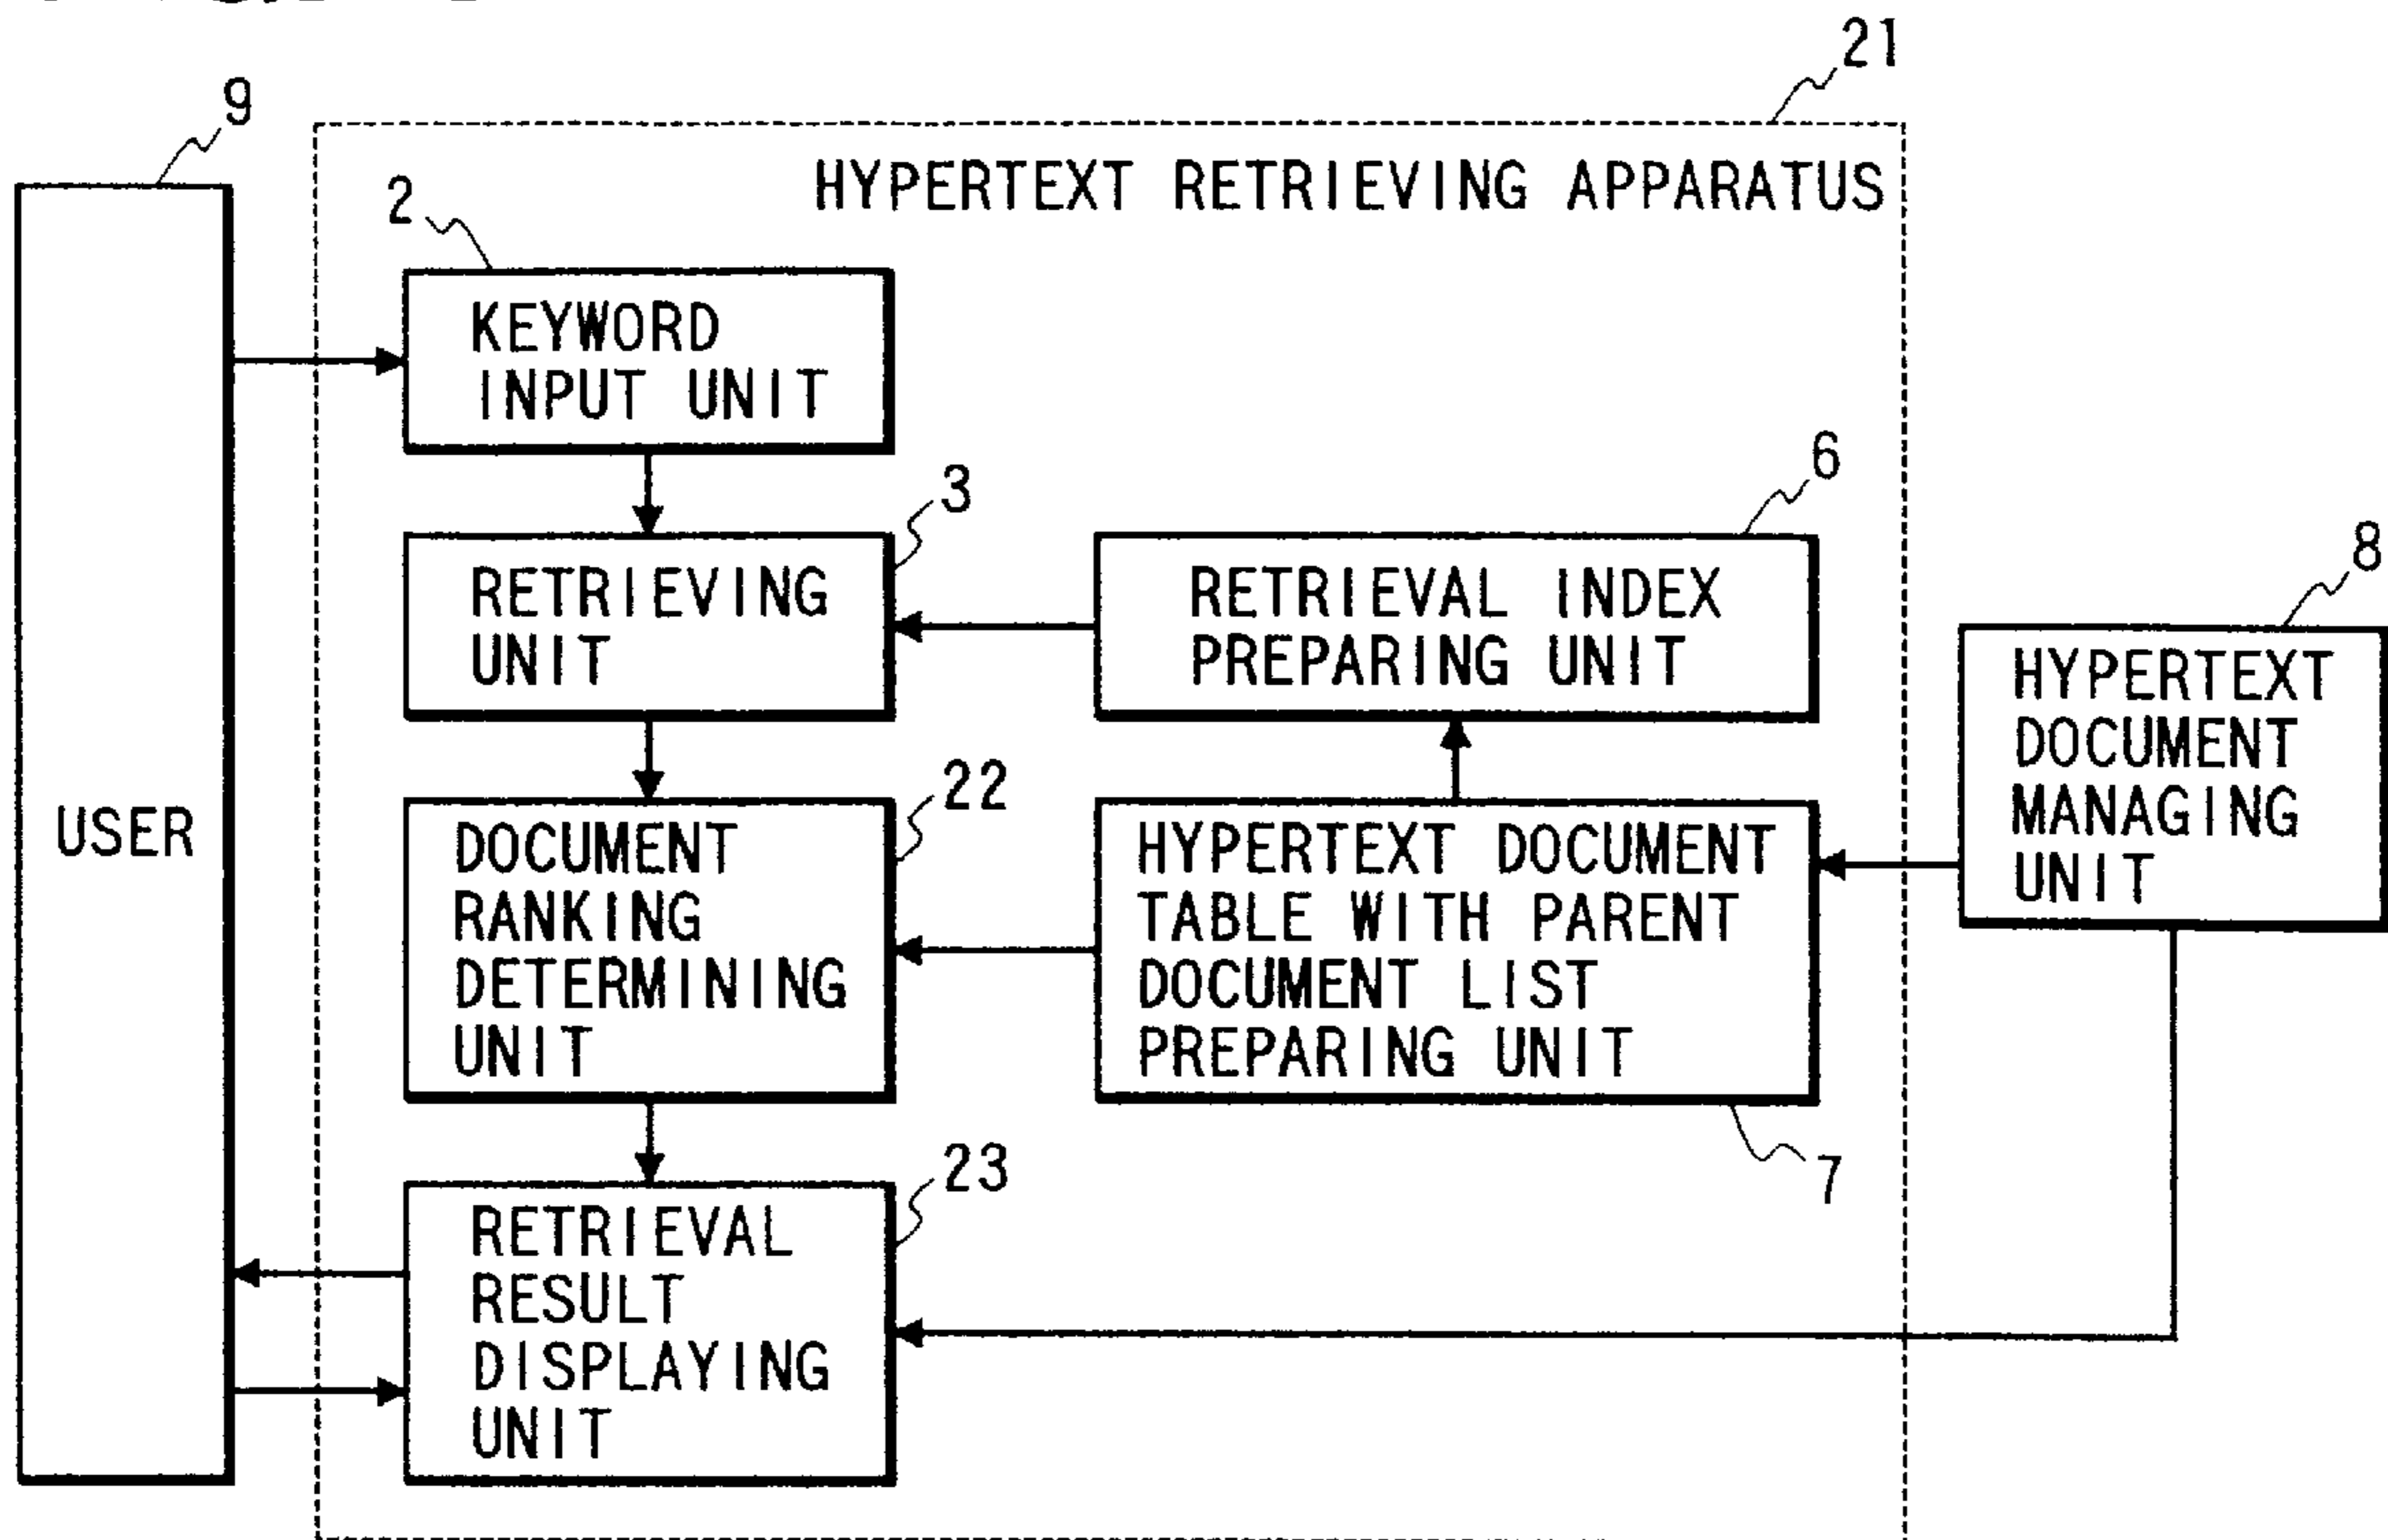 21
9
HYPERTEXT RETRIEVING APPARATUS
2
KEYWORD
INPUT UNIT
3
RETRIEVING
UNIT
6
RETRIEVAL INDEX
PREPARING UNIT
8
HYPERTEXT
DOCUMENT
MANAGING
UNIT
USER
22
DOCUMENT
RANKING
DETERMINING
UNIT
HYPERTEXT DOCUMENT
TABLE WITH PARENT
DOCUMENT LIST
PREPARING UNIT
7
23
RETRIEVAL
RESULT
DISPLAYING
UNIT